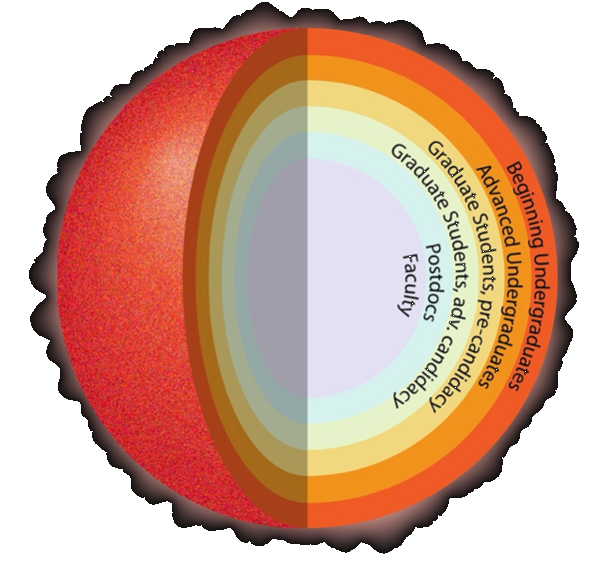 Beginning Undergraduates
Advanced Undergraduates
Graduate Students, pre-candidacy
Graduate Students, adv. candidacy
Postdocs
Faculty